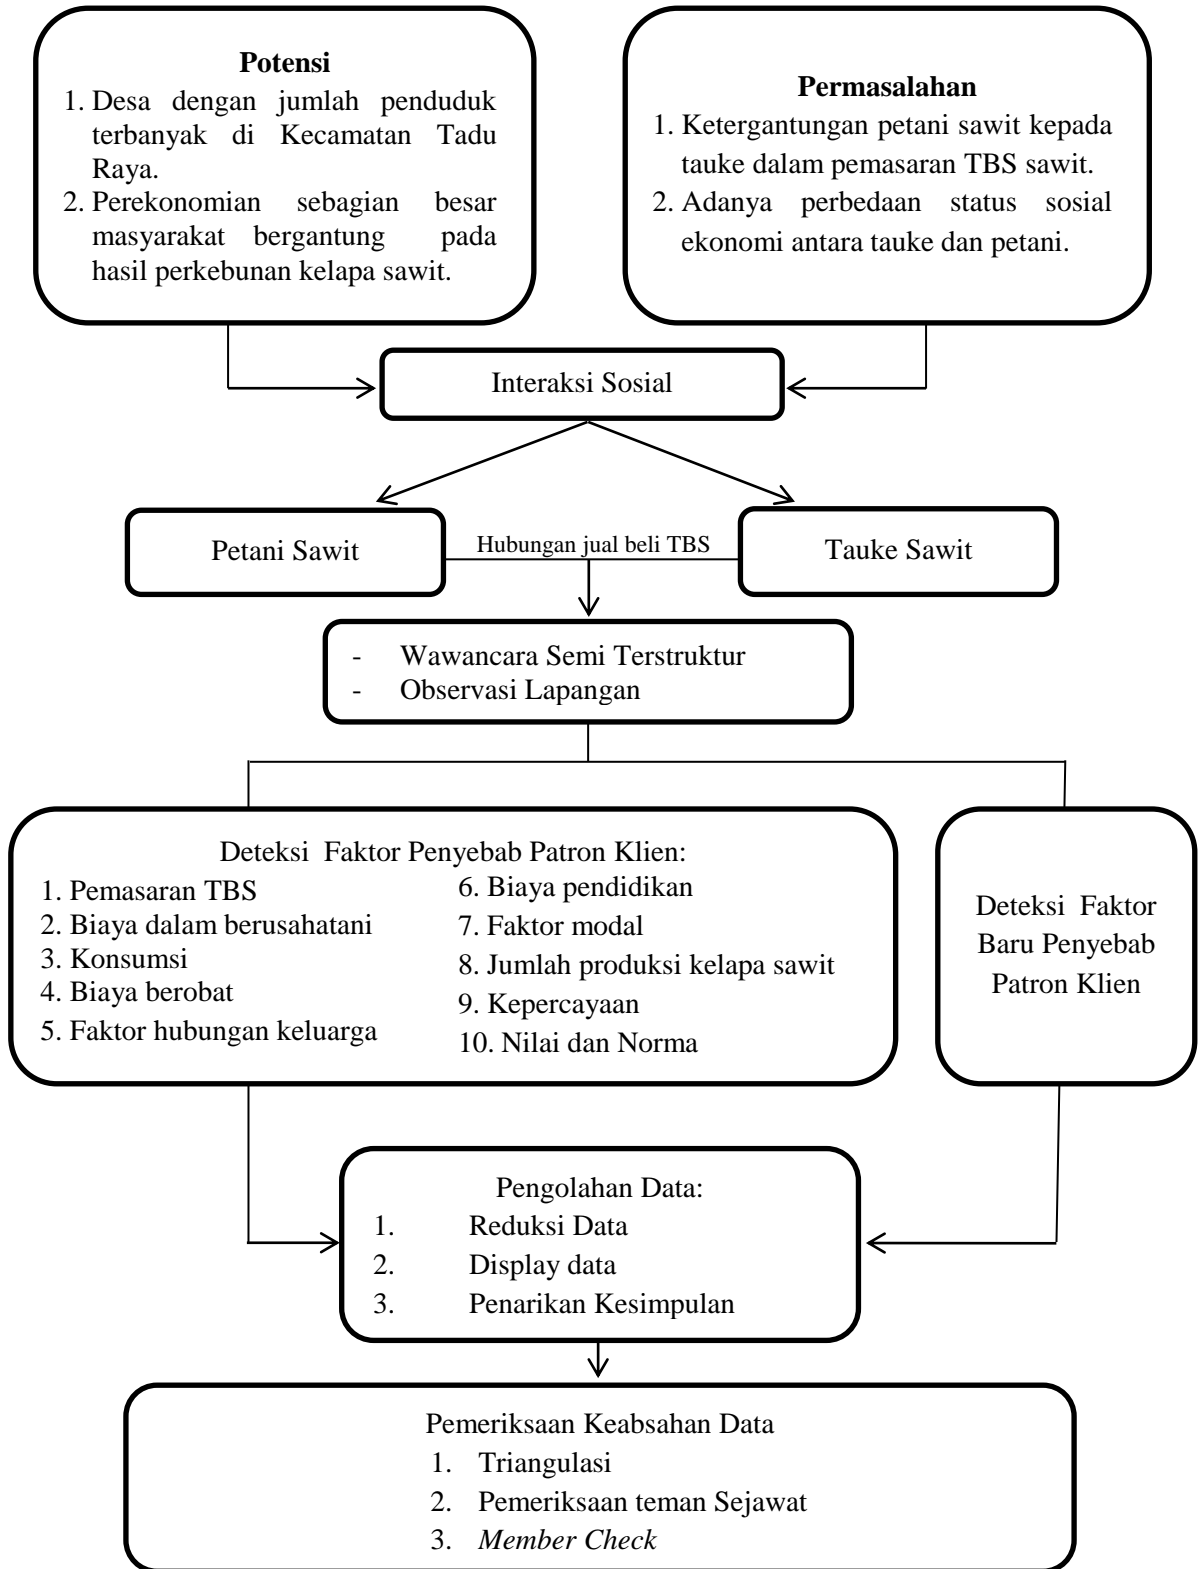 Potensi
1. Desa dengan jumlah penduduk
terbanyak di Kecamatan Tadu
Raya.
2. Perekonomian sebagian besar
masyarakat bergantung pada
hasil perkebunan kelapa sawit.
Permasalahan
1. Ketergantungan petani sawit kepada
tauke dalam pemasaran TBS sawit.
2. Adanya perbedaan status sosial
ekonomi antara tauke dan petani.
Interaksi Sosial
Petani Sawit
Hubungan jual beli TBS
Tauke Sawit
- Wawancara Semi Terstruktur
- Observasi Lapangan
Deteksi Faktor Penyebab Patron Klien:
1. Pemasaran TBS
2. Biaya dalam berusahatani
3. Konsumsi
4. Biaya berobat
5. Faktor hubungan keluarga
6. Biaya pendidikan
7. Faktor modal
8. Jumlah produksi kelapa sawit
9. Kepercayaan
10. Nilai dan Norma
Deteksi Faktor
Baru Penyebab
Patron Klien
Pengolahan Data:
1. Reduksi Data
2. Display data
3. Penarikan Kesimpulan
Pemeriksaan Keabsahan Data
1. Triangulasi
2. Pemeriksaan teman Sejawat
3. Member Check